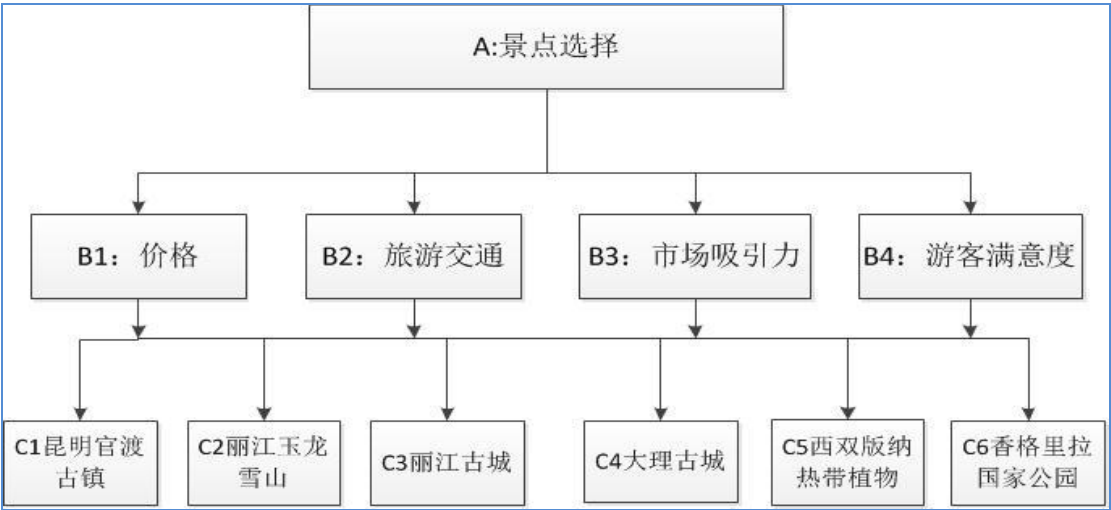 A:景点选择
B1：价格
B2：旅游交通
B3：市场吸引力
B4：游客满意度
C1昆明官渡
古镇
C2丽江玉龙
雪山
C3丽江古城
C4大理古城
C5西双版纳
热带植物
C6香格里拉
国家公园